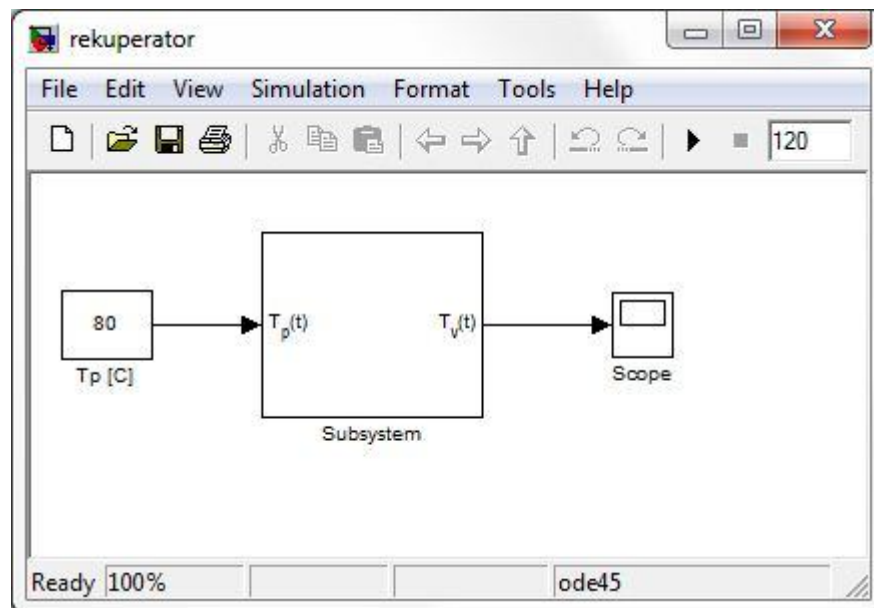 rekuperator
File Edit View Simulation Format Tools Help
120
80
Tp [C]
Tp(t)
Tv(t)
Subsystem
Scope
Ready 100% ode45